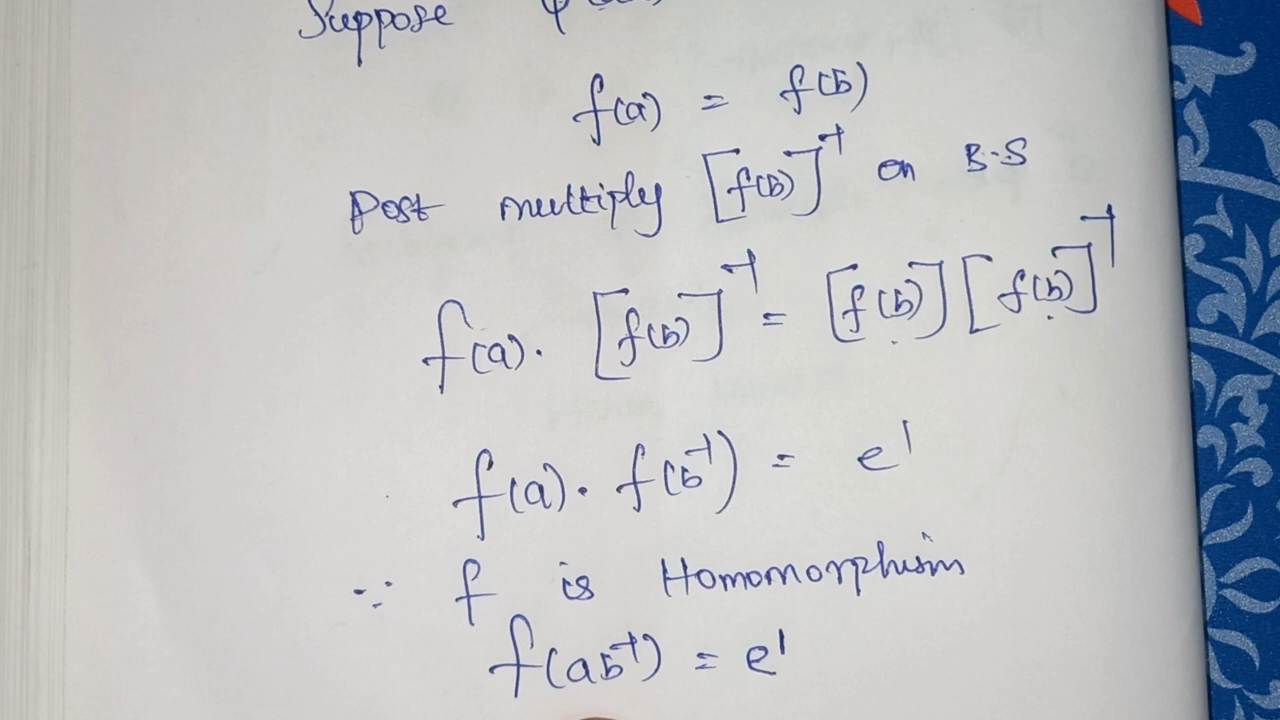 Suppose
f(a) = f(b)
Post multiply [f(b)]⁻¹ on B.S
f(a). [f(b)]⁻¹ = [f(b)] [f(b)]⁻¹
f(a). f(b⁻¹) = e'
∵ f is Homomorphism
f(ab⁻¹) = e'